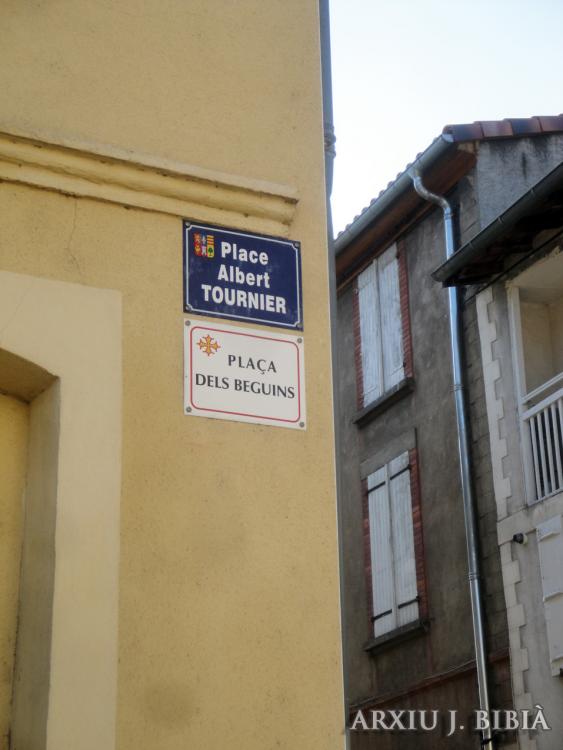 Place
Albert
TOURNIER
PLAÇA
DELS BEGUINS
ARXIU J. BIBIÀ